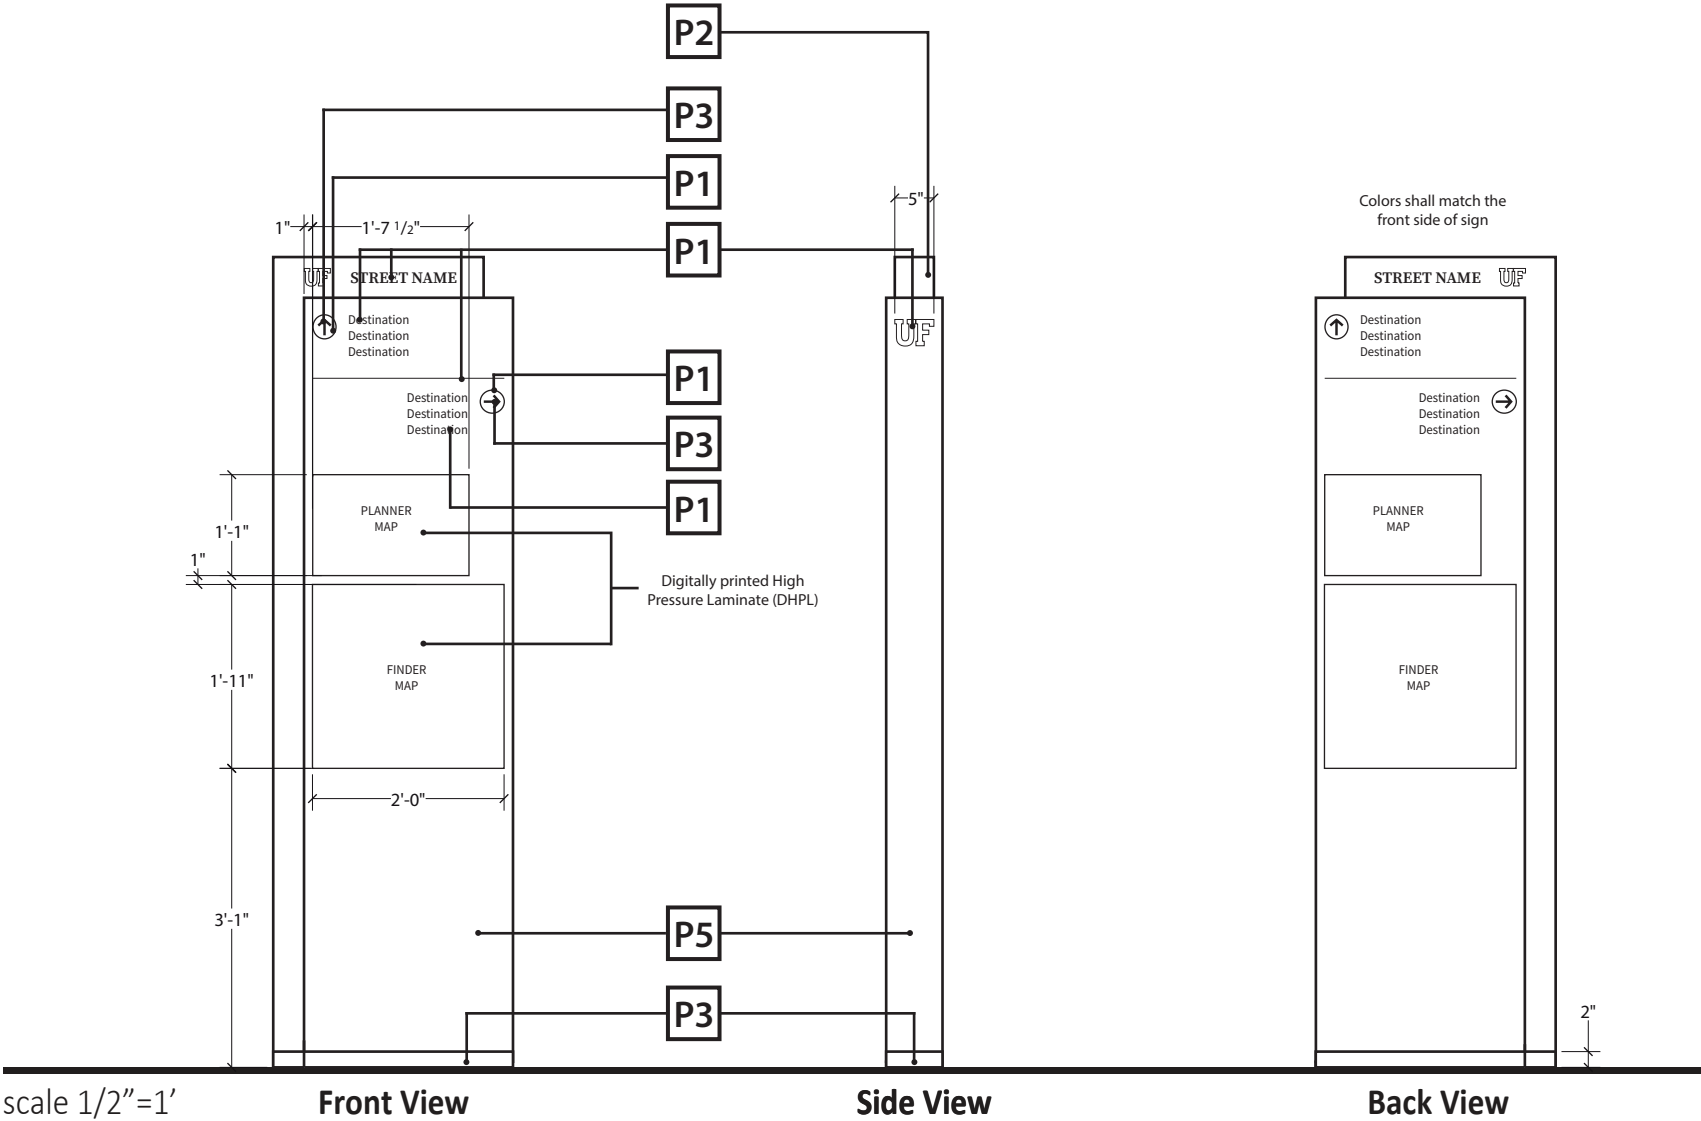 P2
P3
P1
P1
1"
1'-7 1/2"
5"
Colors shall match the
front side of sign
UF
STREET NAME
Destination
Destination
Destination
Destination
Destination
Destination
PLANNER
MAP
FINDER
MAP
1'-1"
1"
1'-11"
2'-0"
3'-1"
P1
P3
P1
Digitally printed High
Pressure Laminate (DHPL)
P5
P3
UF
STREET NAME
UF
Destination
Destination
Destination
Destination
Destination
Destination
PLANNER
MAP
FINDER
MAP
2"
scale 1/2”=1’
Front View
Side View
Back View